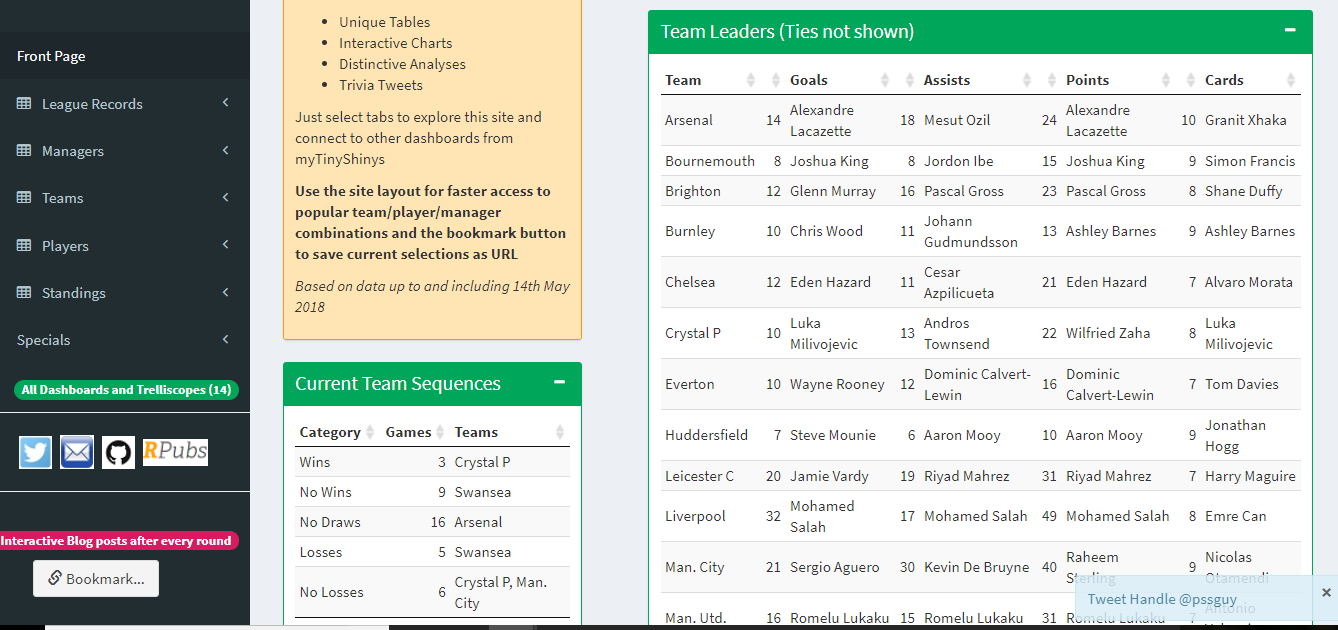 Front Page
League Records
Managers
Teams
Players
Standings
Specials
All Dashboards and Trelliscopes (14)
RPubs
Interactive Blog posts after every round
Bookmark...
Unique Tables
Interactive Charts
Distinctive Analyses
Trivia Tweets
Just select tabs to explore this site and
connect to other dashboards from
myTinyShinys
Use the site layout for faster access to
popular team/player/manager
combinations and the bookmark button
to save current selections as URL
Based on data up to and including 14th May
2018
Current Team Sequences
Category Games Teams
Wins 3 Crystal P
No Wins 9 Swansea
No Draws 16 Arsenal
Losses 5 Swansea
No Losses 6 Crystal P, Man.
City
Team Leaders (Ties not shown)
Team Goals Assists Points Cards
Arsenal 14 Alexandre
Lacazette 18 Mesut Ozil 24 Alexandre
Lacazette 10 Granit Xhaka
Bournemouth 8 Joshua King 8 Jordon Ibe 15 Joshua King 9 Simon Francis
Brighton 12 Glenn Murray 16 Pascal Gross 23 Pascal Gross 8 Shane Duffy
Burnley 10 Chris Wood 11 Johann
Gudmundsson 13 Ashley Barnes 9 Ashley Barnes
Chelsea 12 Eden Hazard 11 Cesar
Azpilicueta 21 Eden Hazard 7 Alvaro Morata
Crystal P 10 Luka
Milivojevic 13 Andros
Townsend 22 Wilfried Zaha 8 Luka
Milivojevic
Everton 10 Wayne Rooney 12 Dominic Calvert-
Lewin 16 Dominic
Calvert-Lewin 7 Tom Davies
Huddersfield 7 Steve Mounie 6 Aaron Mooy 10 Aaron Mooy 9 Jonathan
Hogg
Leicester C 20 Jamie Vardy 19 Riyad Mahrez 31 Riyad Mahrez 7 Harry Maguire
Liverpool 32 Mohamed
Salah 17 Mohamed Salah 49 Mohamed Salah 8 Emre Can
Man. City 21 Sergio Aguero 30 Kevin De Bruyne 40 Raheem
Sterling 9 Nicolas
Otamendi
Man. Utd. 16 Romelu Lukaku 15 Romelu Lukaku 31 Romelu Lukaku 7 Antonio
Tweet Handle @pssguy